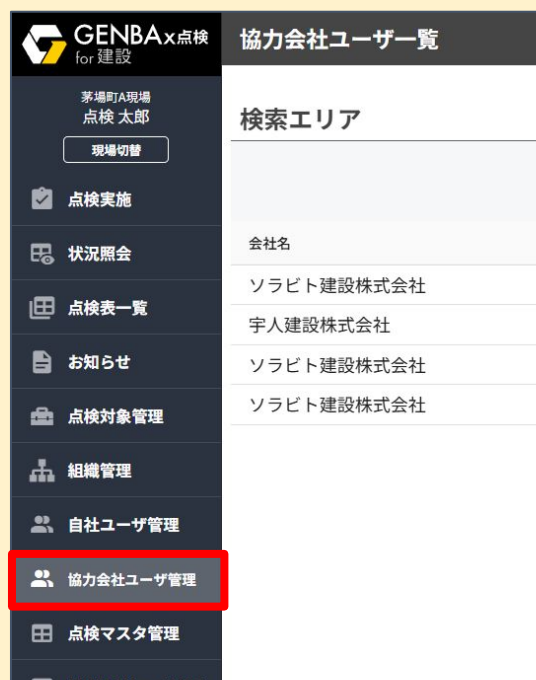 GENBAx点検
for 建設
茅場町A現場
点検 太郎
現場切替
点検実施
状況照会
点検表一覧
お知らせ
点検対象管理
組織管理
自社ユーザ管理
協力会社ユーザ管理
点検マスタ管理
協力会社ユーザ一覧
検索エリア
会社名
ソラビト建設株式会社
宇人建設株式会社
ソラビト建設株式会社
ソラビト建設株式会社